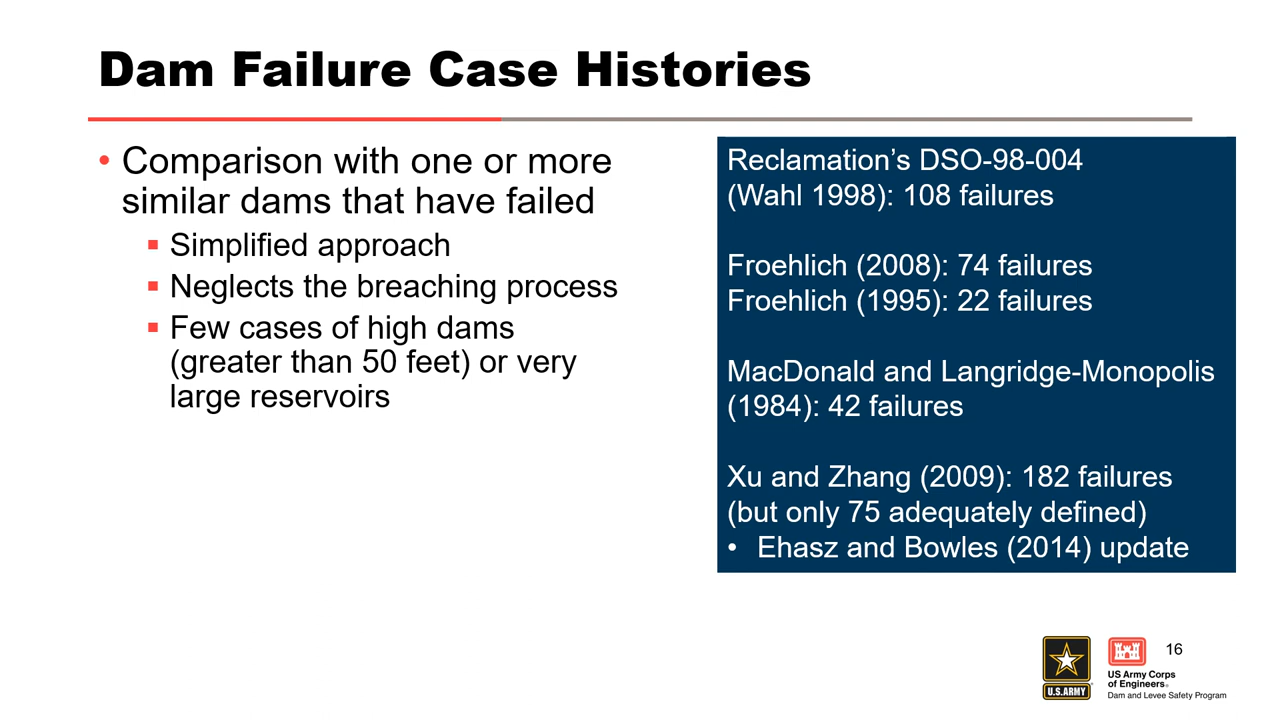 Dam Failure Case Histories
• Comparison with one or more
similar dams that have failed
▪ Simplified approach
▪ Neglects the breaching process
▪ Few cases of high dams
(greater than 50 feet) or very
large reservoirs
Reclamation’s DSO-98-004
(Wahl 1998): 108 failures
Froehlich (2008): 74 failures
Froehlich (1995): 22 failures
MacDonald and Langridge-Monopolis
(1984): 42 failures
Xu and Zhang (2009): 182 failures
(but only 75 adequately defined)
• Ehasz and Bowles (2014) update
U.S.ARMY
US Army Corps
of Engineers®
Dam and Levee Safety Program
16